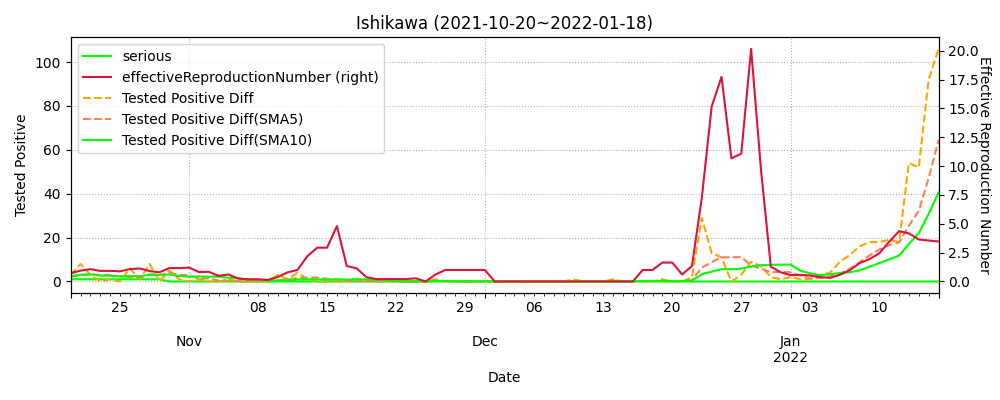 Ishikawa (2021-10-20~2022-01-18)
serious
effectiveReproductionNumber (right)
Tested Positive Diff
Tested Positive Diff(SMA5)
Tested Positive Diff(SMA10)
Tested Positive
100
80
60
40
20
0
20.0
17.5
15.0
12.5
10.0
7.5
5.0
2.5
0.0
Effective Reproduction Number
25 08 15 22 29 06 13 20 27 03 10
Nov Dec Jan
2022
Date